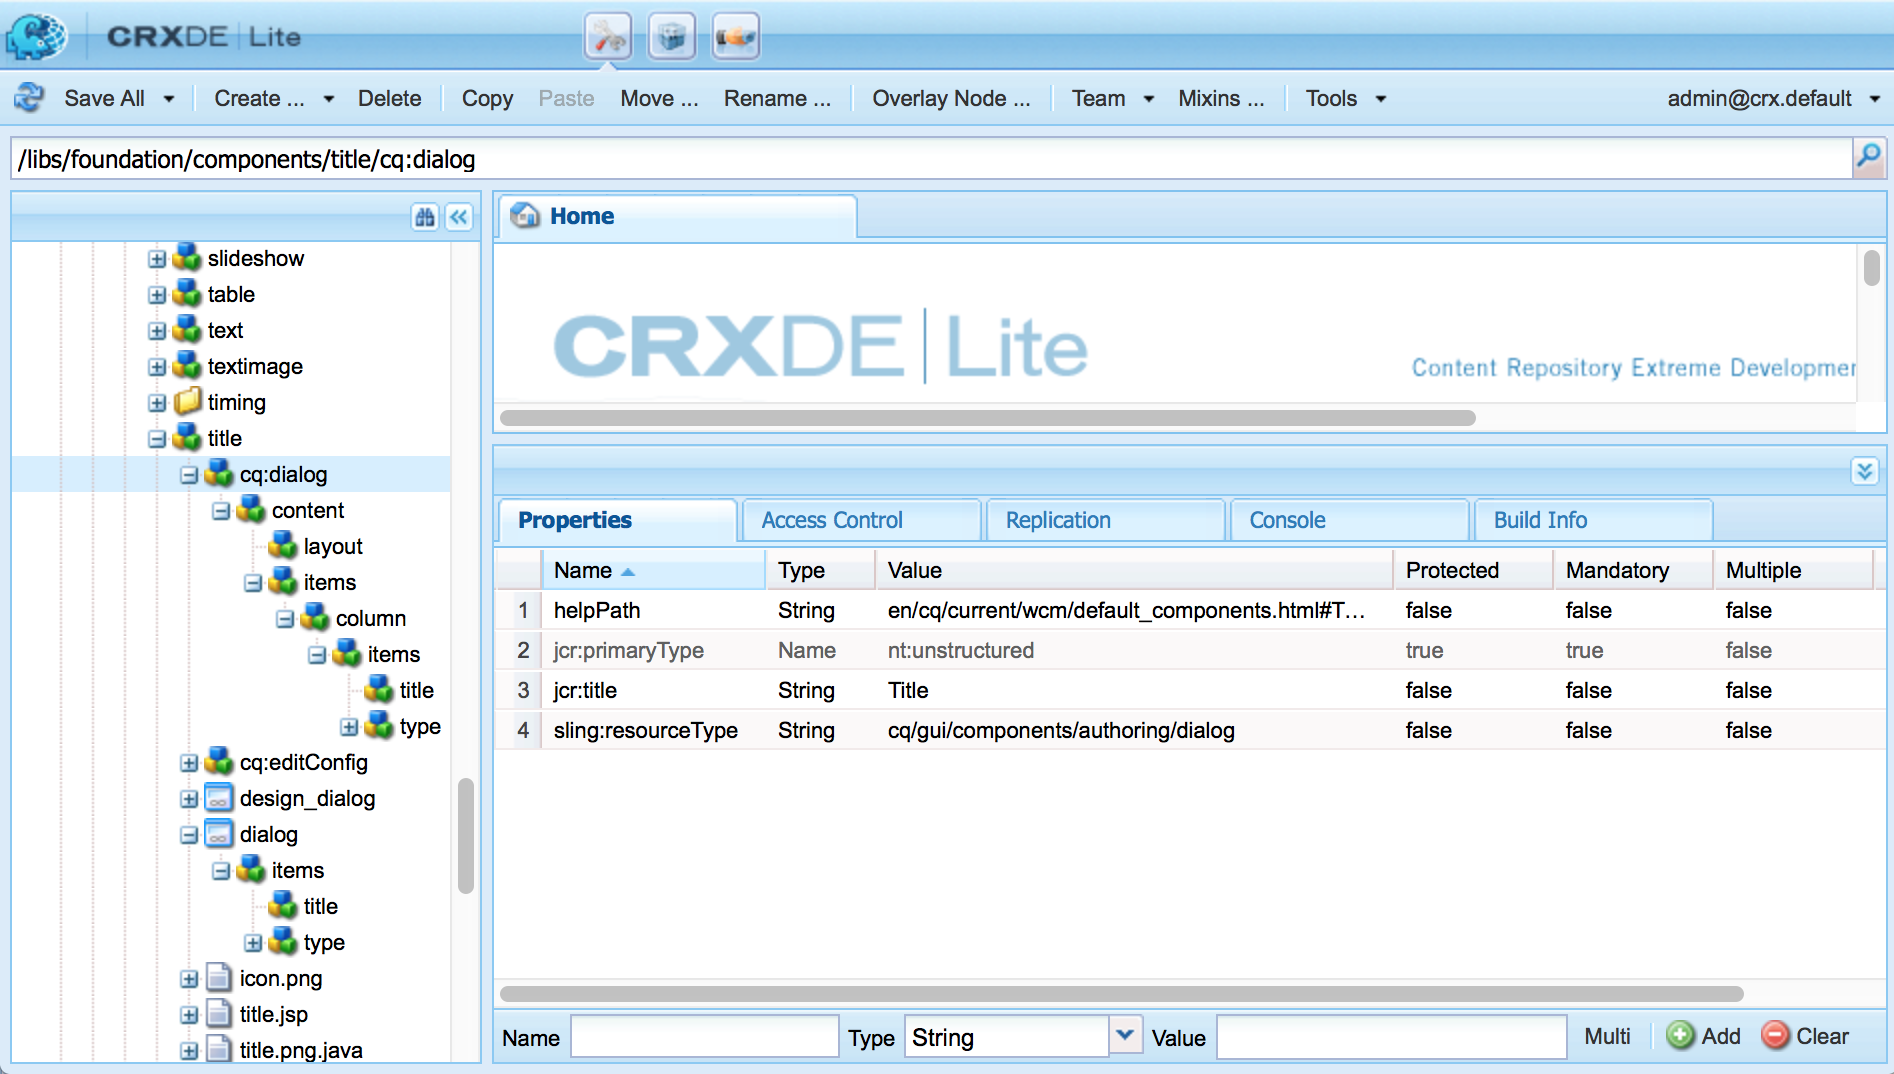 CRXDE | Lite
Save All Create ... Delete Copy Paste Move ... Rename ... Overlay Node ... Team Mixins ... Tools admin@crx.default
/libs/foundation/components/title/cq:dialog
slideshow
table
text
textimage
timing
title
cq:dialog
content
layout
items
column
items
title
type
cq:editConfig
design_dialog
dialog
items
title
type
icon.png
title.jsp
title.png.java
Home
CRXDE | Lite
Content Repository Extreme Developmen
Properties Access Control Replication Console Build Info
Name Type Value Protected Mandatory Multiple
1 helpPath String en/cq/current/wcm/default_components.html#T... false false false
2 jcr:primaryType Name nt:unstructured true true false
3 jcr:title String Title false false false
4 sling:resourceType String cq/gui/components/authoring/dialog false false false
Name Type String Value Multi Add Clear